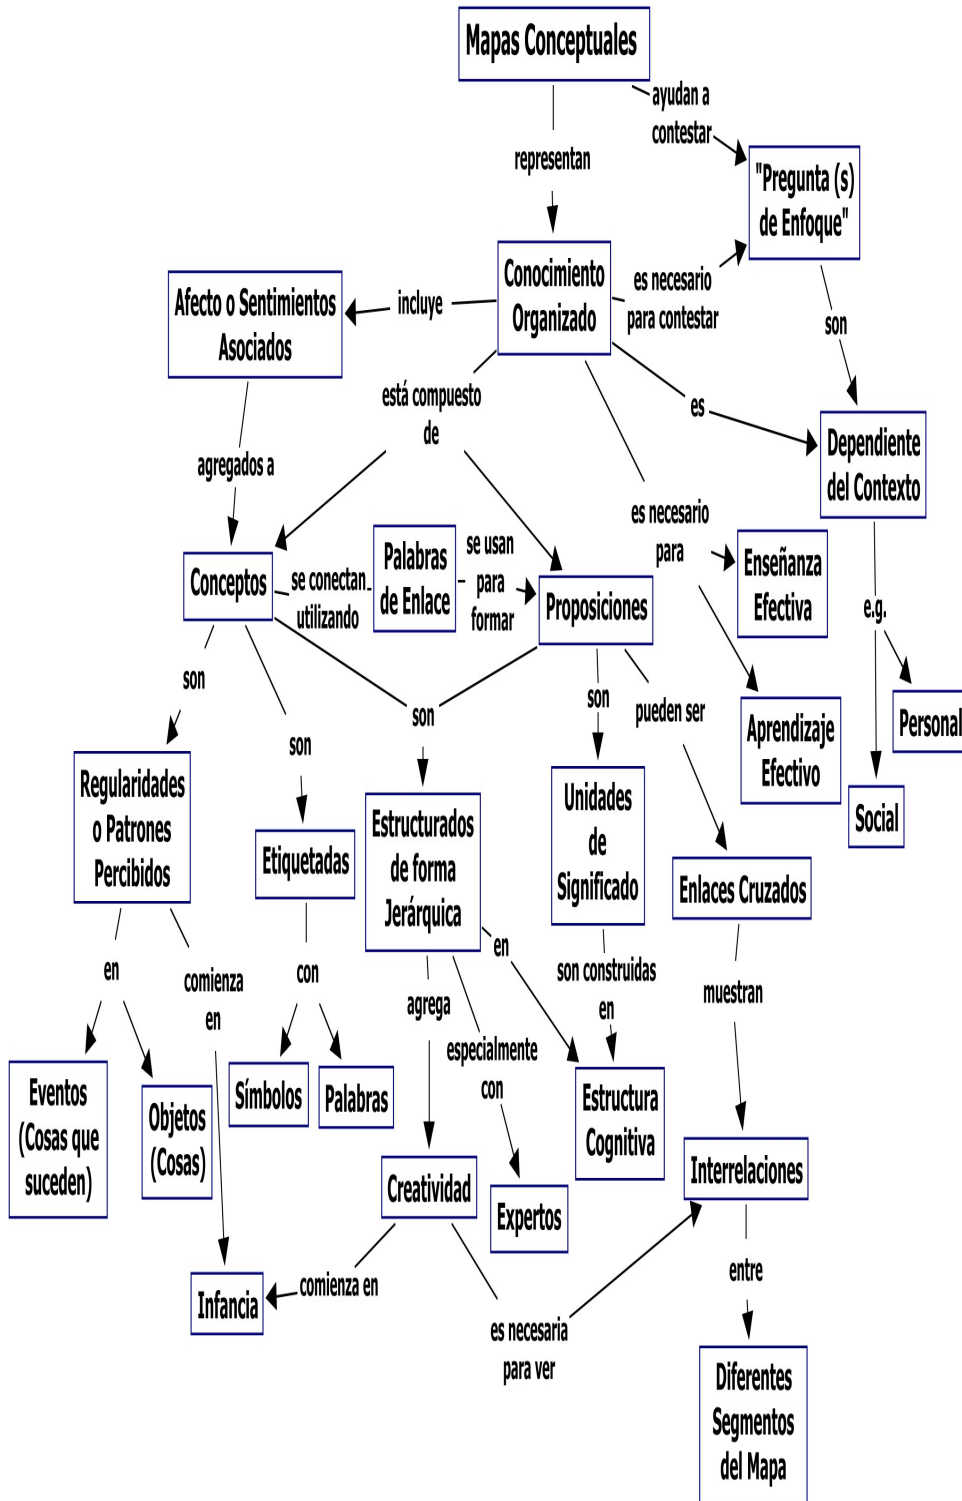 Mapas Conceptuales
ayudan a
contestar
representan
"Pregunta (s)
de Enfoque"
Conocimiento
Organizado
es necesario
para contestar
incluye
Afecto o Sentimientos
Asociados
son
está compuesto
de
es
Dependiente
del Contexto
agregados a
es necesario
para
Enseñanza
Efectiva
Conceptos
se conectan
utilizando
Palabras
de Enlace
se usan
para
formar
Proposiciones
e.g.
Personal
Social
Aprendizaje
Efectivo
son
son
son
son
pueden ser
Regularidades
o Patrones
Percibidos
Etiquetadas
Estructurados
de forma
Jerárquica
Unidades
de
Significado
Enlaces Cruzados
en
comienza
en
con
agrega
especialmente
con
en
son construidas
en
muestran
Eventos
(Cosas que
suceden)
Objetos
(Cosas)
Símbolos
Palabras
Estructura
Cognitiva
Creatividad
Expertos
Interrelaciones
Infancia
comienza en
es necesaria
para ver
entre
Diferentes
Segmentos
del Mapa